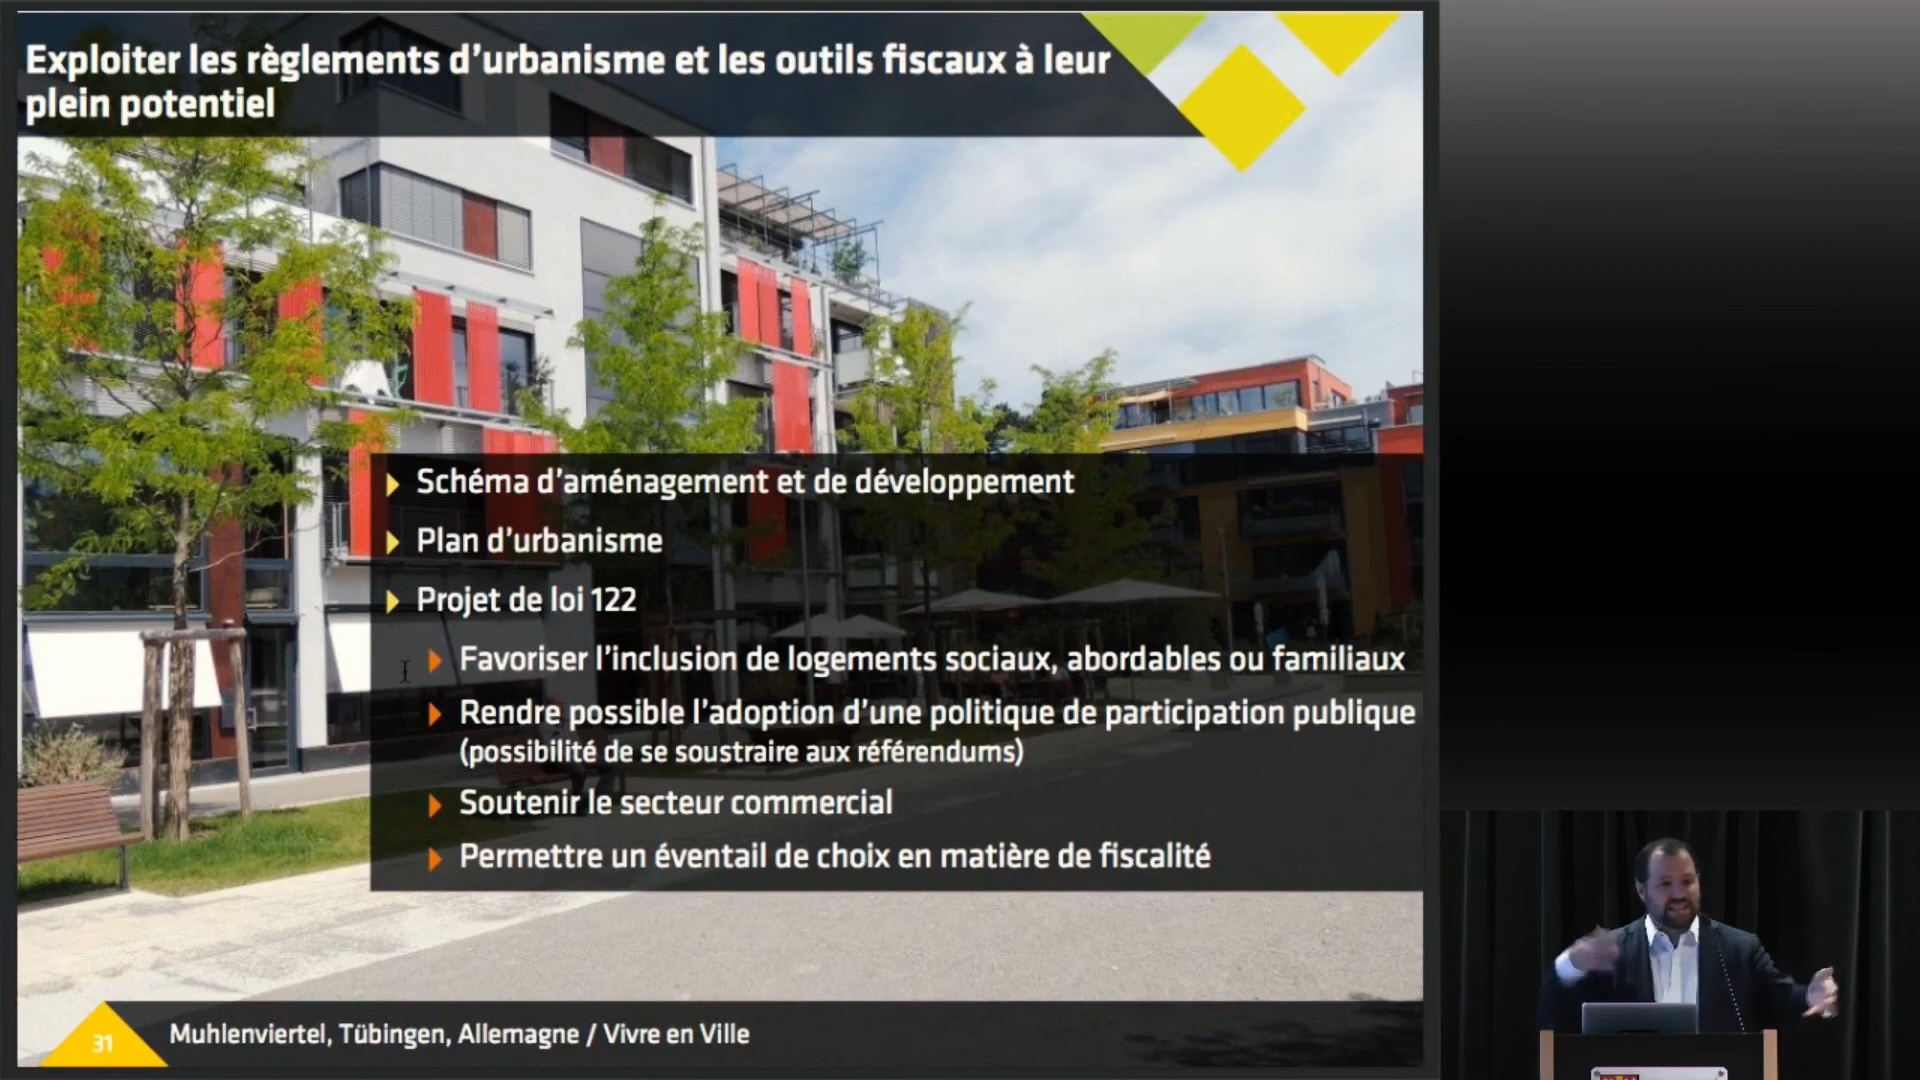 Exploiter les règlements d'urbanisme et les outils fiscaux à leur
plein potentiel
Schéma d'aménagement et de développement
Plan d'urbanisme
Projet de loi 122
Favoriser l'inclusion de logements sociaux, abordables ou familiaux
Rendre possible l'adoption d'une politique de participation publique
(possibilité de se soustraire aux référendums)
Soutenir le secteur commercial
Permettre un éventail de choix en matière de fiscalité
31
Muhlenviertel, Tübingen, Allemagne / Vivre en Ville